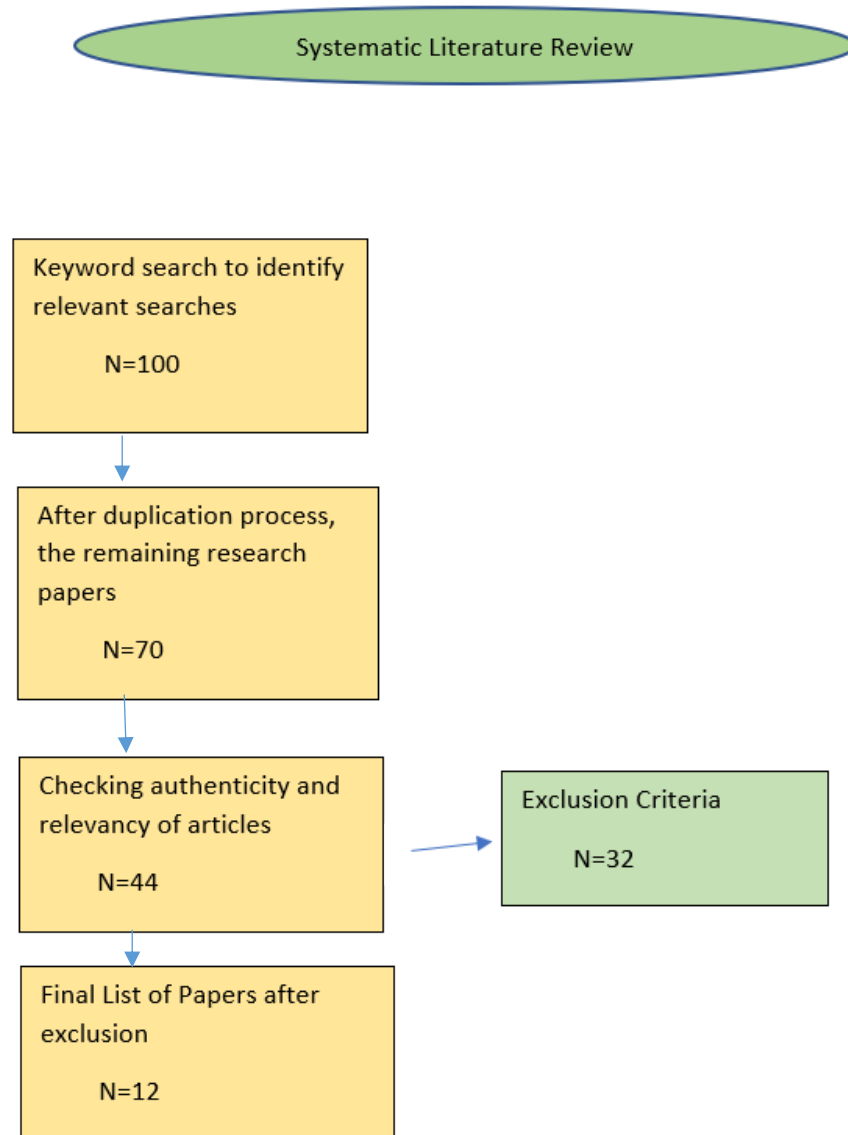 Systematic Literature Review
Keyword search to identify
relevant searches
N=100
After duplication process,
the remaining research
papers
N=70
Checking authenticity and
relevancy of articles
N=44
Exclusion Criteria
N=32
Final List of Papers after
exclusion
N=12